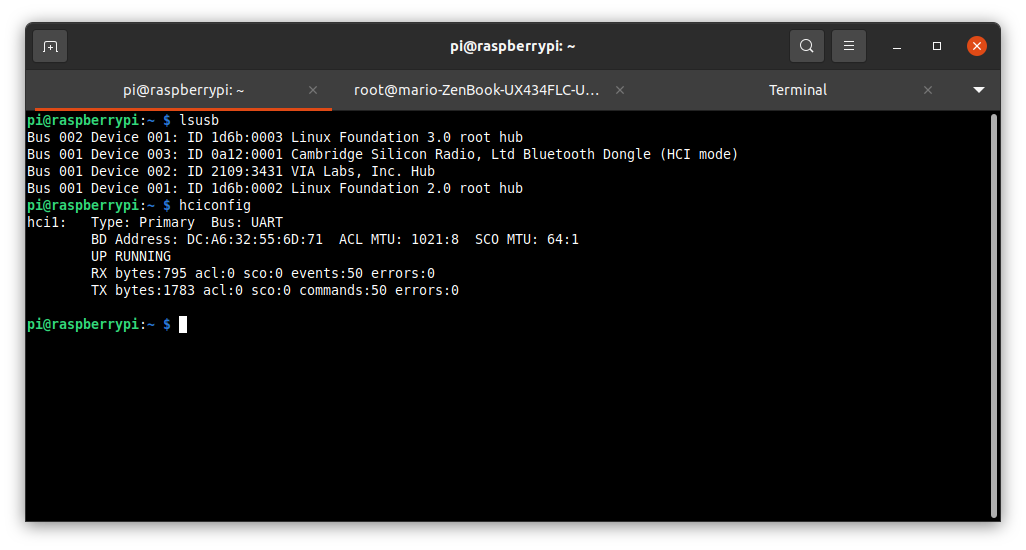 pi@raspberrypi: ~
pi@raspberrypi: ~
root@mario-ZenBook-UX434FLC-U…
Terminal
pi@raspberrypi:~ $ lsusb
Bus 002 Device 001: ID 1d6b:0003 Linux Foundation 3.0 root hub
Bus 001 Device 003: ID 0a12:0001 Cambridge Silicon Radio, Ltd Bluetooth Dongle (HCI mode)
Bus 001 Device 002: ID 2109:3431 VIA Labs, Inc. Hub
Bus 001 Device 001: ID 1d6b:0002 Linux Foundation 2.0 root hub
pi@raspberrypi:~ $ hciconfig
hci1:   Type: Primary  Bus: UART
        BD Address: DC:A6:32:55:6D:71  ACL MTU: 1021:8  SCO MTU: 64:1
        UP RUNNING
        RX bytes:795 acl:0 sco:0 events:50 errors:0
        TX bytes:1783 acl:0 sco:0 commands:50 errors:0
pi@raspberrypi:~ $